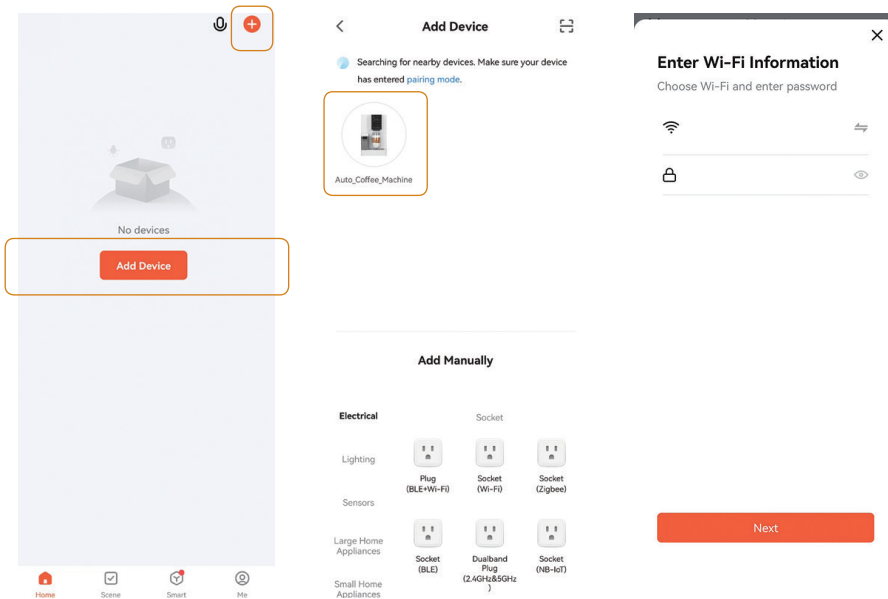 No devices
Add Device
Home
Scene
Smart
Me
Add Device
Searching for nearby devices. Make sure your device
has entered pairing mode.
Auto_Coffee_Machine
Add Manually
Electrical
Socket
Lighting
Sensors
Large Home
Appliances
Small Home
Appliances
Plug
(BLE+Wi-Fi)
Socket
(Wi-Fi)
Socket
(Zigbee)
Socket
(BLE)
Dualband
Plug
(2.4GHz&5GHz
)
Socket
(NB-IoT)
Enter Wi-Fi Information
Choose Wi-Fi and enter password
Next